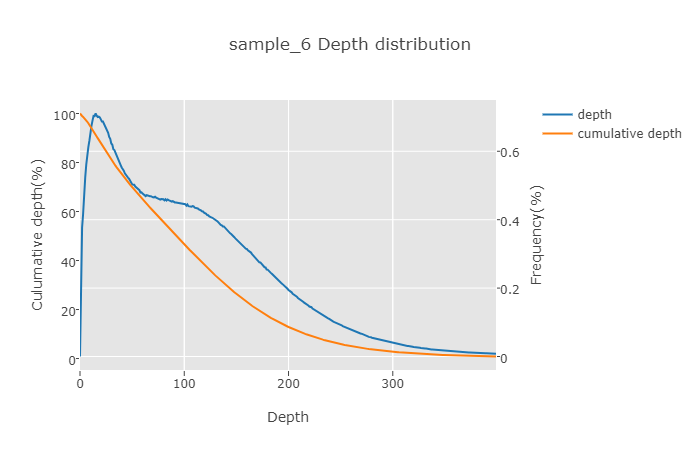 sample_6 Depth distribution
depth
cumulative depth
100
80
60
40
20
0
Culumative depth(%)
0.6
0.4
0.2
0
Frequency(%)
0
100
200
300
Depth